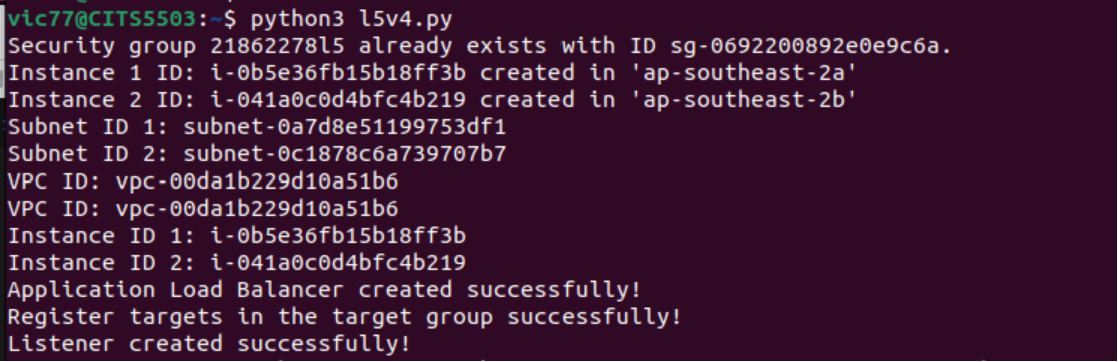 vic77@CITS5503:~$ python3 l5v4.py
Security group 21862278l5 already exists with ID sg-0692200892e0e9c6a.
Instance 1 ID: i-0b5e36fb15b18ff3b created in 'ap-southeast-2a'
Instance 2 ID: i-041a0c0d4bfc4b219 created in 'ap-southeast-2b'
Subnet ID 1: subnet-0a7d8e51199753df1
Subnet ID 2: subnet-0c1878c6a739707b7
VPC ID: vpc-00da1b229d10a51b6
VPC ID: vpc-00da1b229d10a51b6
Instance ID 1: i-0b5e36fb15b18ff3b
Instance ID 2: i-041a0c0d4bfc4b219
Application Load Balancer created successfully!
Register targets in the target group successfully!
Listener created successfully!